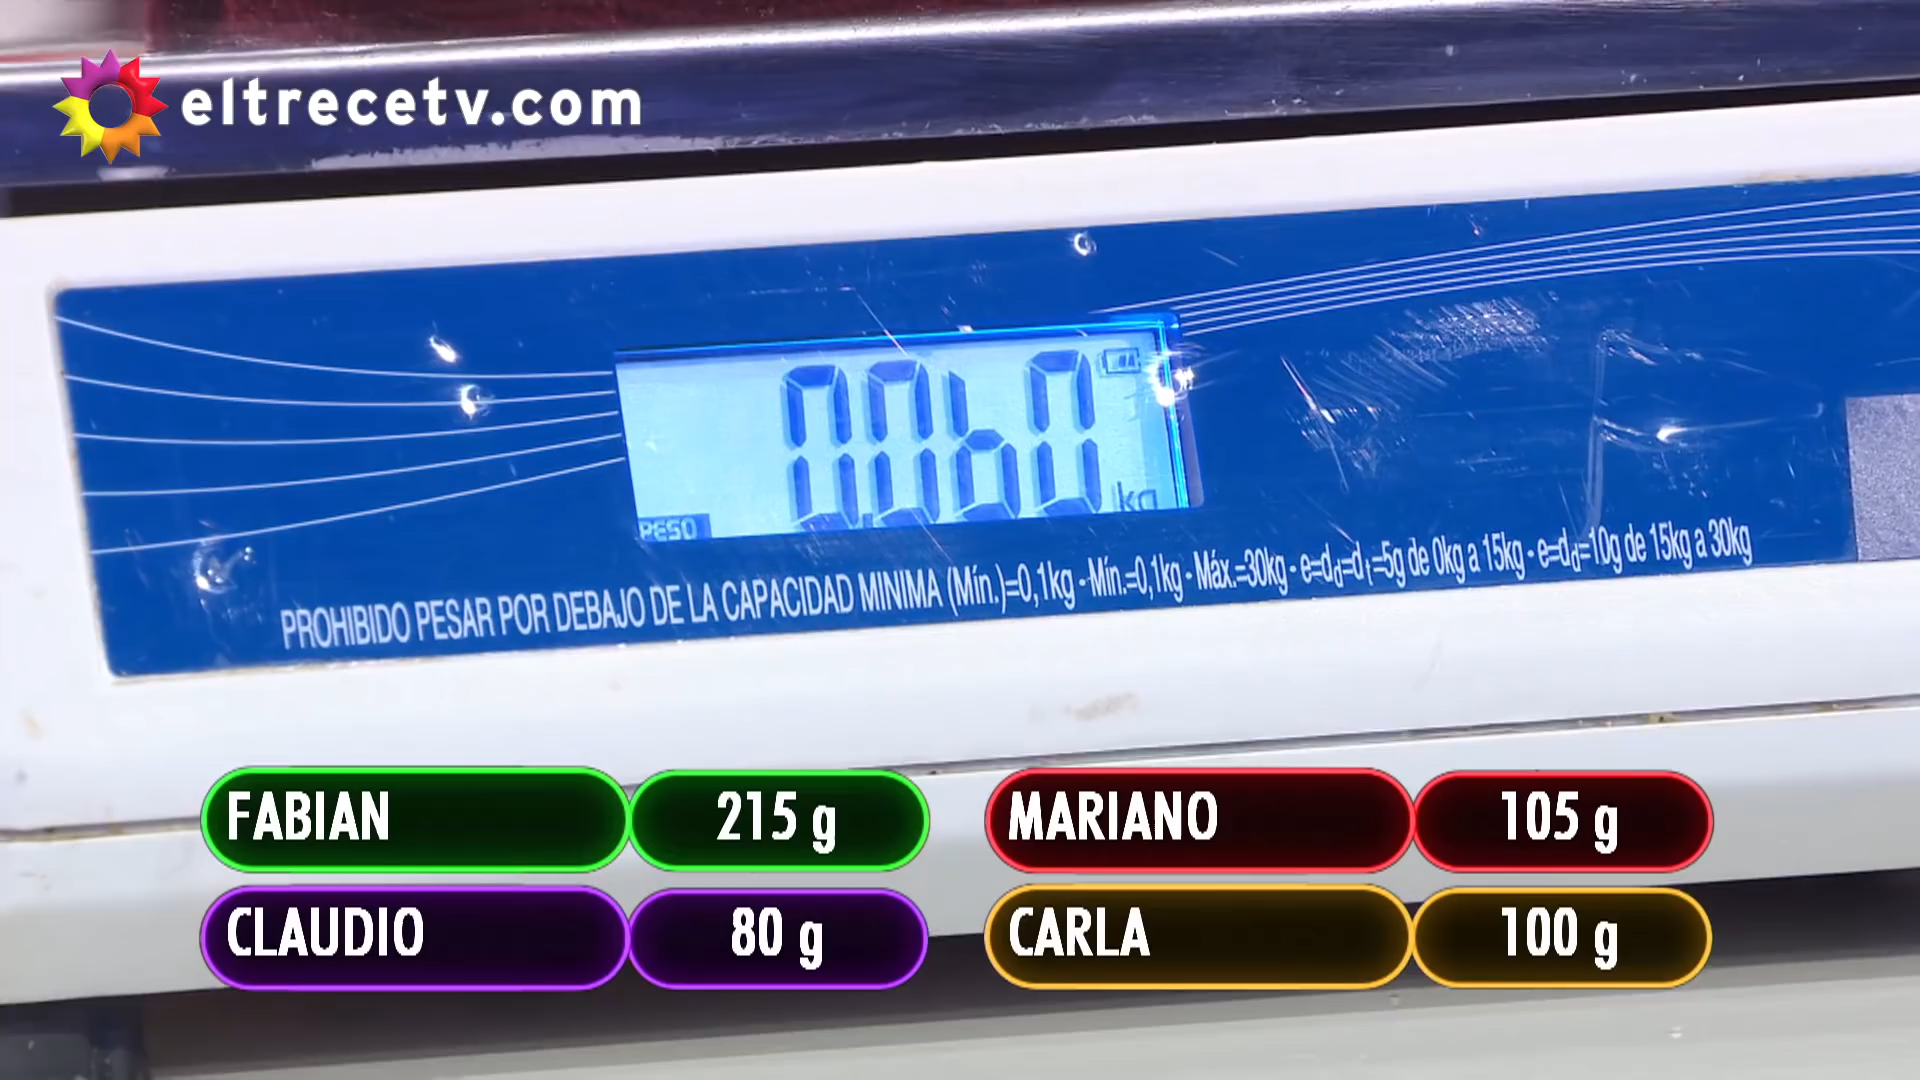 eltrecetv.com
0.060
kg
PESO
PROHIBIDO PESAR POR DEBAJO DE LA CAPACIDAD MINIMA (Mín.)=0,1kg - Mín.=0,1kg - Máx.=30kg - e=dd=dt=5g de 0kg a 15kg - e=dd=10g de 15kg a 30kg
FABIAN 215 g
MARIANO 105 g
CLAUDIO 80 g
CARLA 100 g